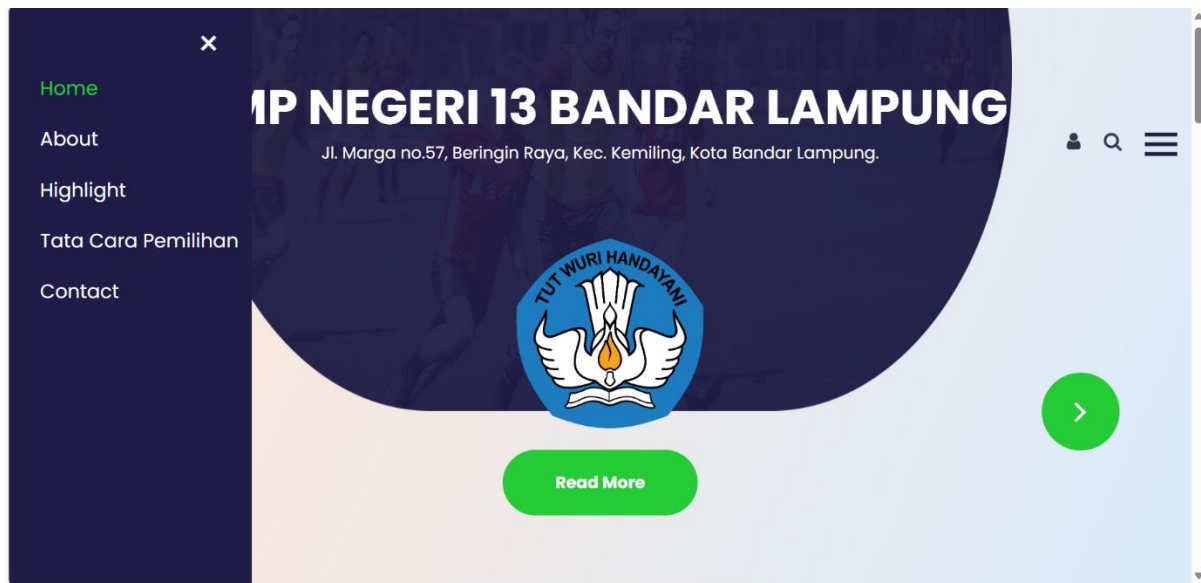 Home
About
Highlight
Tata Cara Pemilihan
Contact
MP NEGERI 13 BANDAR LAMPUNG
Jl. Marga no.57, Beringin Raya, Kec. Kemiling, Kota Bandar Lampung.
TUT WURI HANDAYANI
Read More